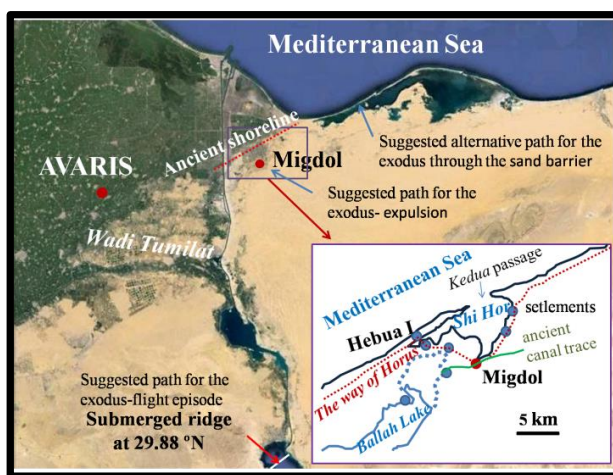 Mediterranean Sea
Ancient shoreline
Suggested alternative path for the
exodus through the sand barrier
AVARIS
Migdol
Suggested path for the
exodus- expulsion
Wadi Tumilat
Kedua passage
Mediterranean Sea
Shi Hor
setlements
Hebua I
ancient
canal trace
The way of Horus
Migdol
Ballah Lake
5 km
Suggested path for the
exodus-flight episode
Submerged ridge
at 29.88 ºN